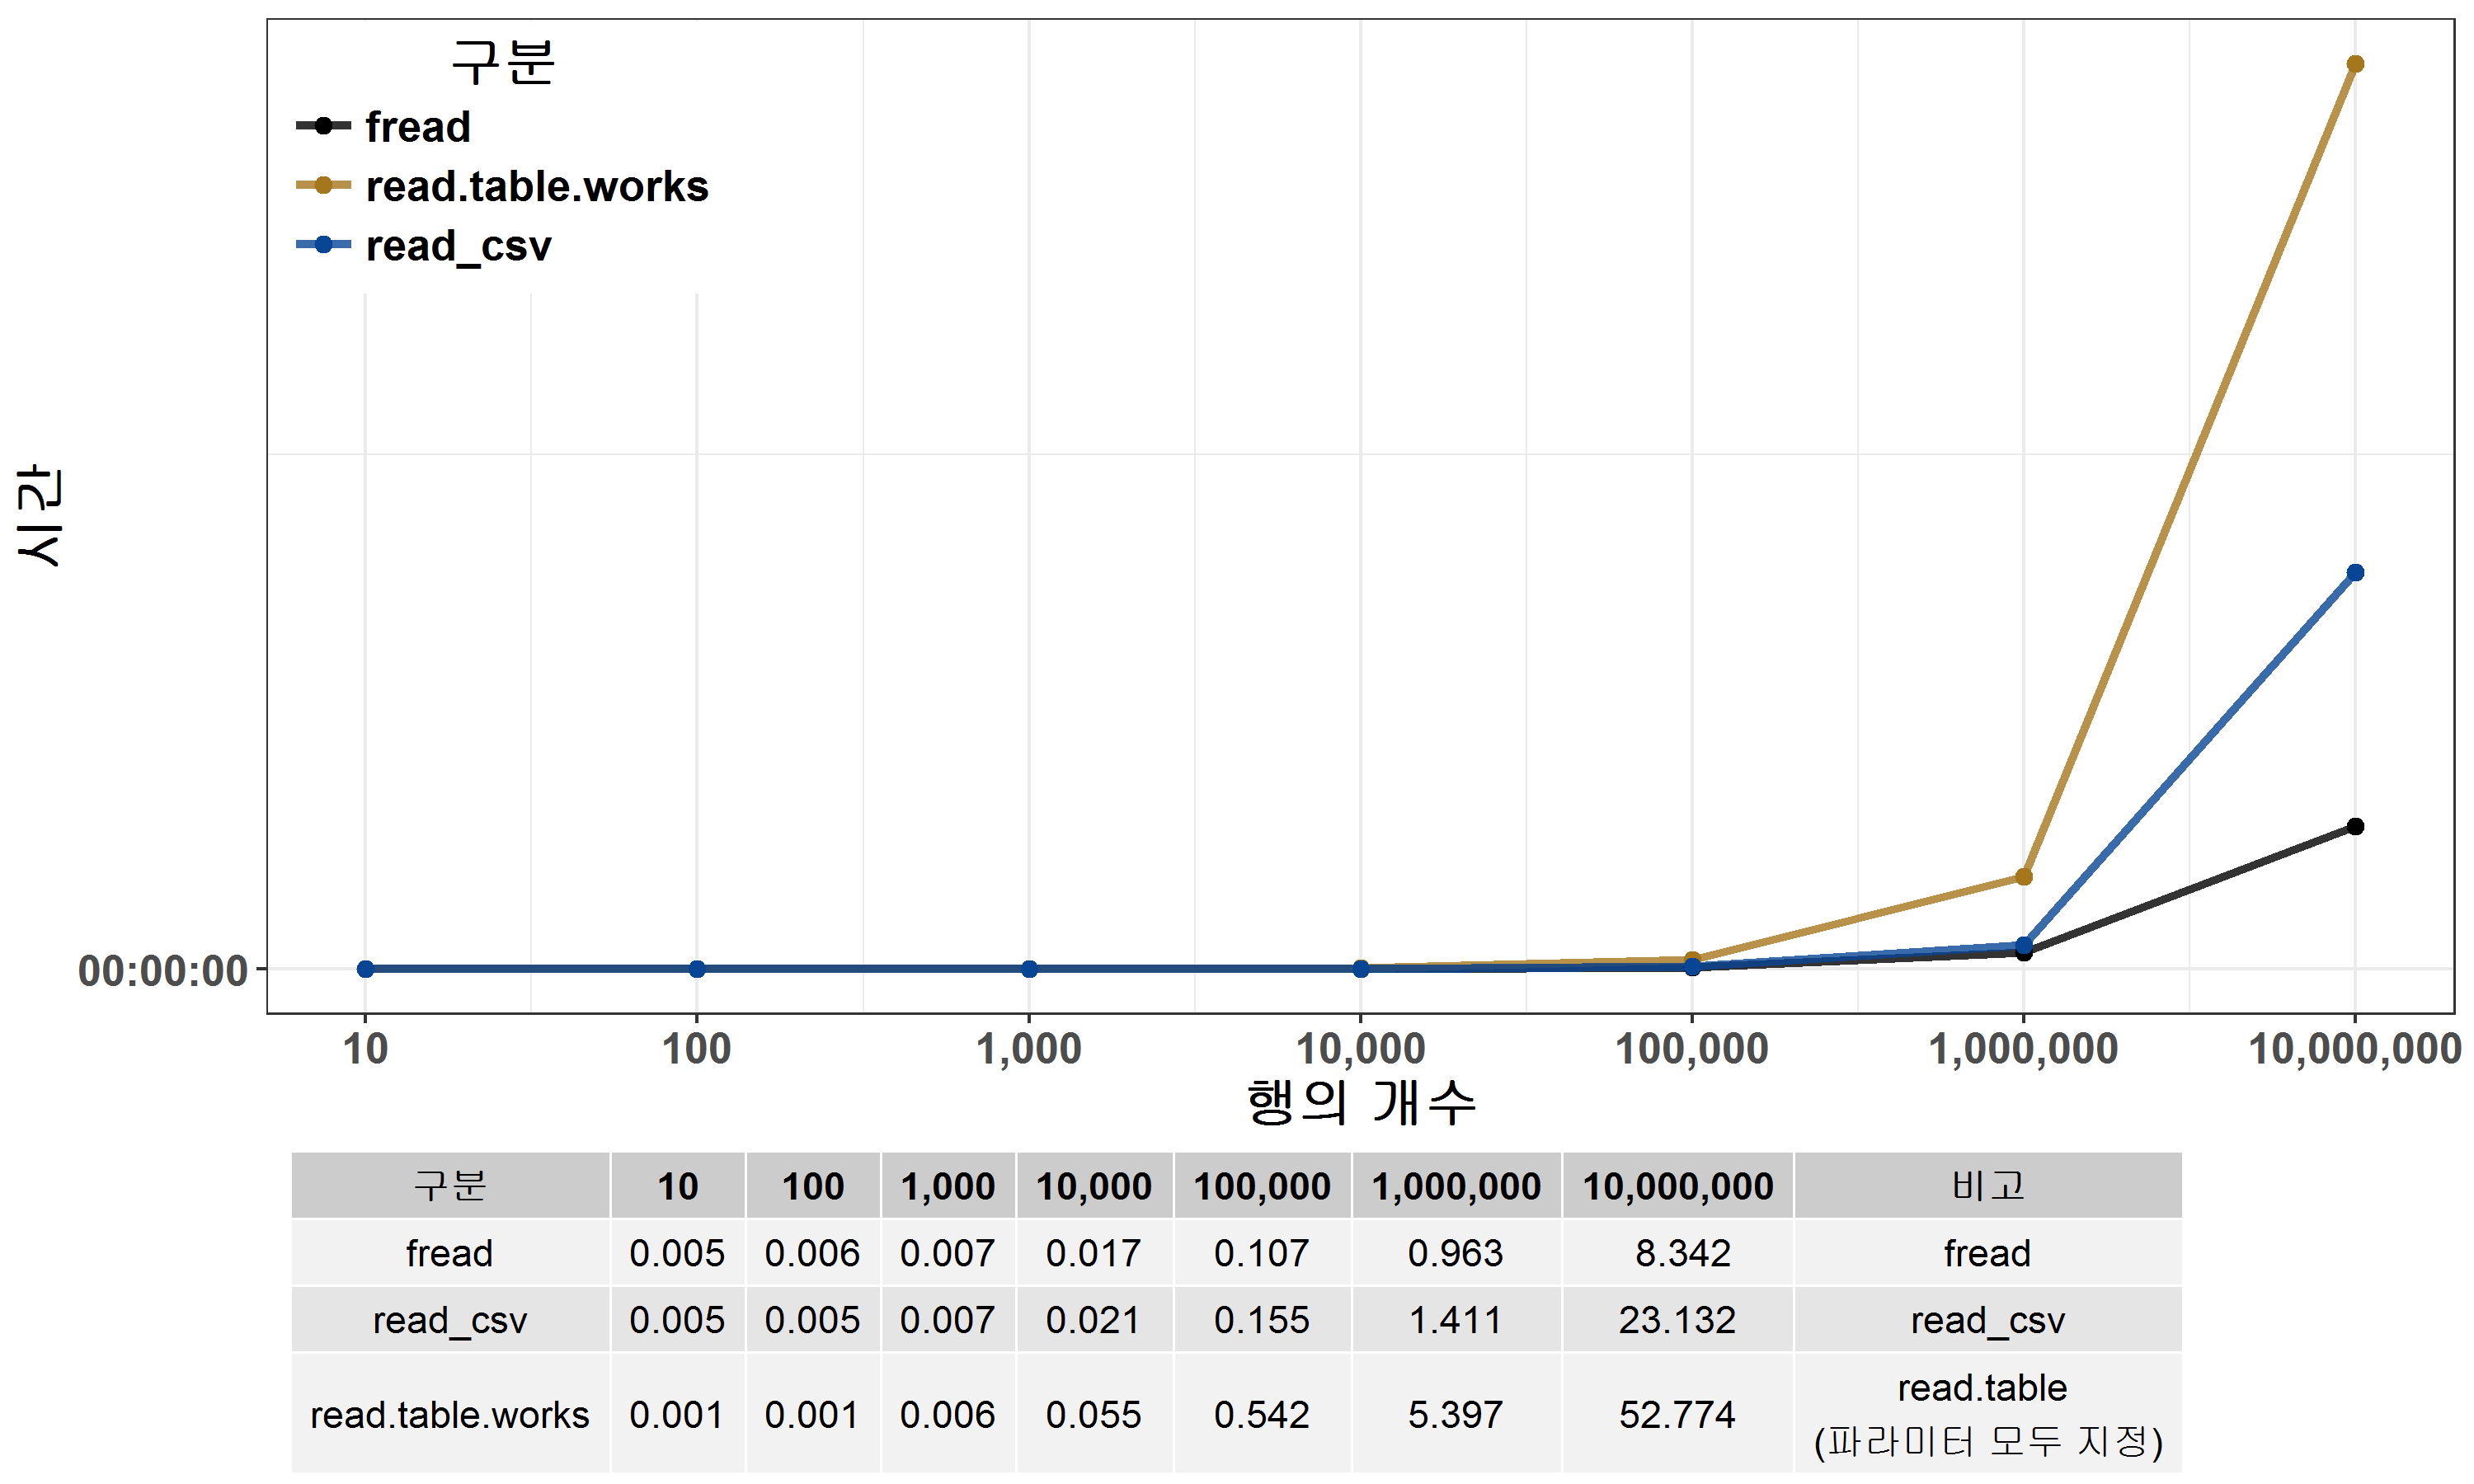 구분
fread
read.table.works
read_csv
시간
00:00:00
10 100 1,000 10,000 100,000 1,000,000 10,000,000
행의 개수
구분 10 100 1,000 10,000 100,000 1,000,000 10,000,000 비고
fread 0.005 0.006 0.007 0.017 0.107 0.963 8.342 fread
read_csv 0.005 0.005 0.007 0.021 0.155 1.411 23.132 read_csv
read.table.works 0.001 0.001 0.006 0.055 0.542 5.397 52.774 read.table
(파라미터 모두 지정)